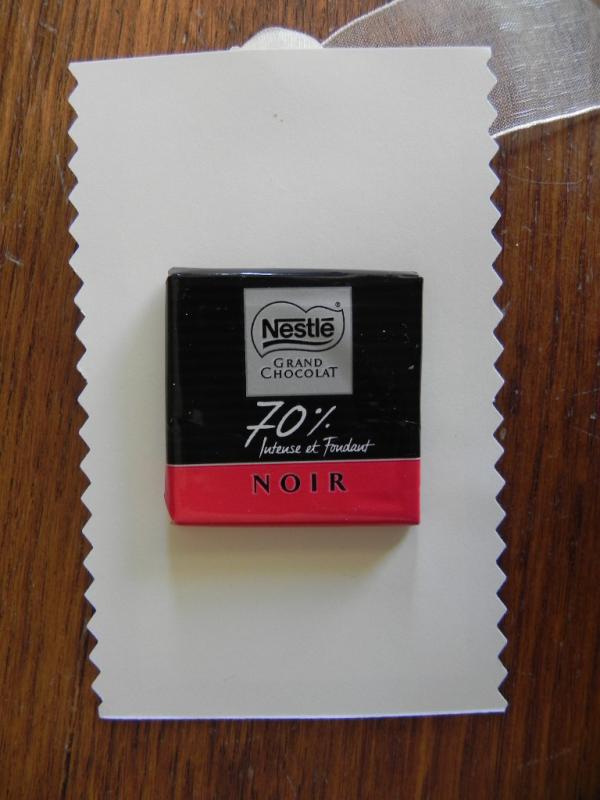 Nestlé®
GRAND
CHOCOLAT
70%
Intense et Fondant
NOIR